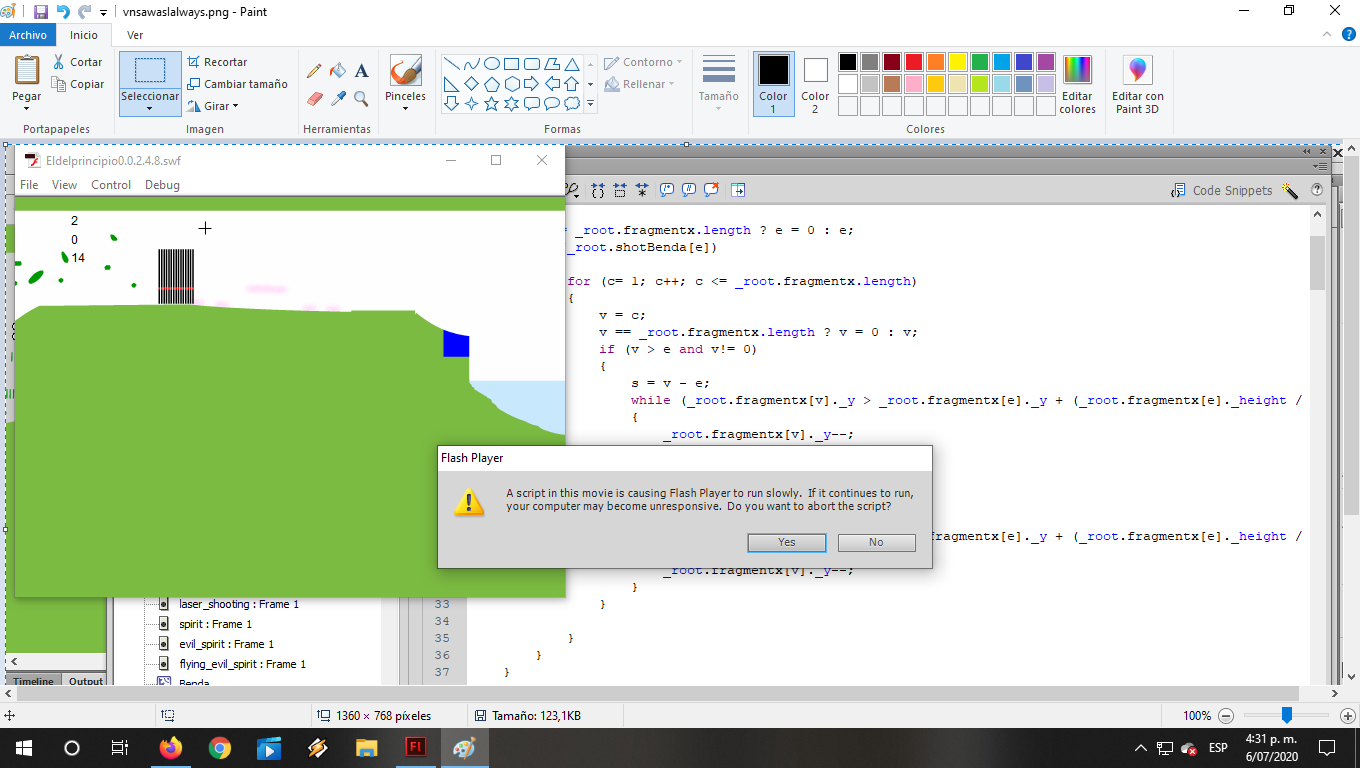 vnsawaslalways.png - Paint
Archivo Inicio Ver
Pegar
Cortar
Copiar
Portapapeles
Seleccionar
Recortar
Cambiar tamaño
Girar
Imagen
A
Herramientas
Pinceles
Formas
Contorno
Rellenar
Tamaño
Color 1
Color 2
Editar colores
Editar con Paint 3D
Colores
Eldelprincipio0.0.2.4.8.swf
File View Control Debug
2
0
14
Code Snippets
_root.fragmentx.length ? e = 0 : e;
_root.shotBenda[e])
for (c= 1; c++; c <= _root.fragmentx.length)
{
v = c;
v == _root.fragmentx.length ? v = 0 : v;
if (v > e and v!= 0)
{
s = v - e;
while (_root.fragmentx[v]._y > _root.fragmentx[e]._y + (_root.fragmentx[e]._height /
{
_root.fragmentx[v]._y--;
Flash Player
A script in this movie is causing Flash Player to run slowly. If it continues to run,
your computer may become unresponsive. Do you want to abort the script?
Yes No
fragmentx[e]._y + (_root.fragmentx[e]._height /
_root.fragmentx[v]._y--;
}
laser_shooting : Frame 1
33 }
spirit : Frame 1
34
evil_spirit : Frame 1
35 }
flying_evil_spirit : Frame 1
36 }
37 }
Timeline Output
Benda
1360 × 768 píxeles
Tamaño: 123,1KB
100%
Fl
ESP
4:31 p. m.
6/07/2020